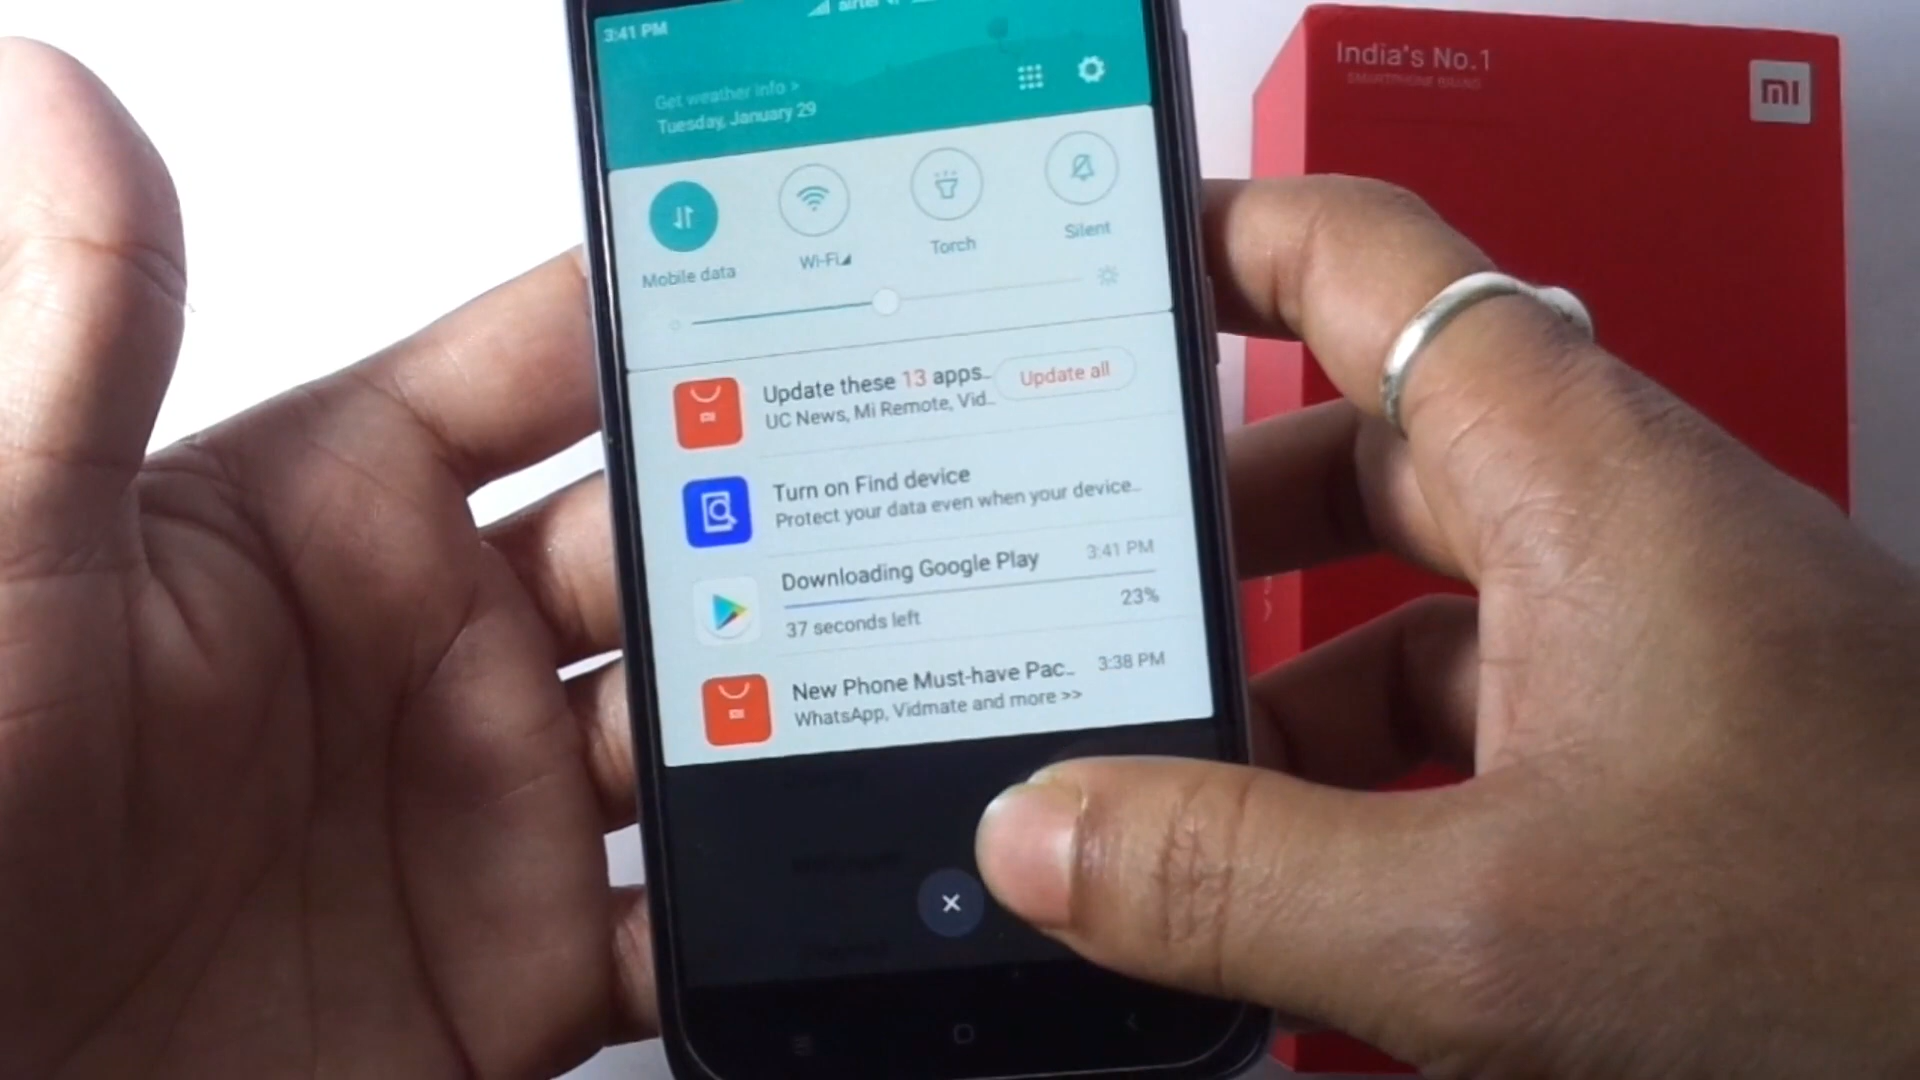 3:41 PM
airtel
Get weather info >
Tuesday, January 29
Mobile data
Wi-Fi
Torch
Silent
Update these 13 apps...
UC News, Mi Remote, Vid...
Update all
Turn on Find device
Protect your data even when your device...
Downloading Google Play
3:41 PM
37 seconds left
23%
New Phone Must-have Pac...
3:38 PM
WhatsApp, Vidmate and more >>
India's No.1
SMARTPHONE BRAND
MI